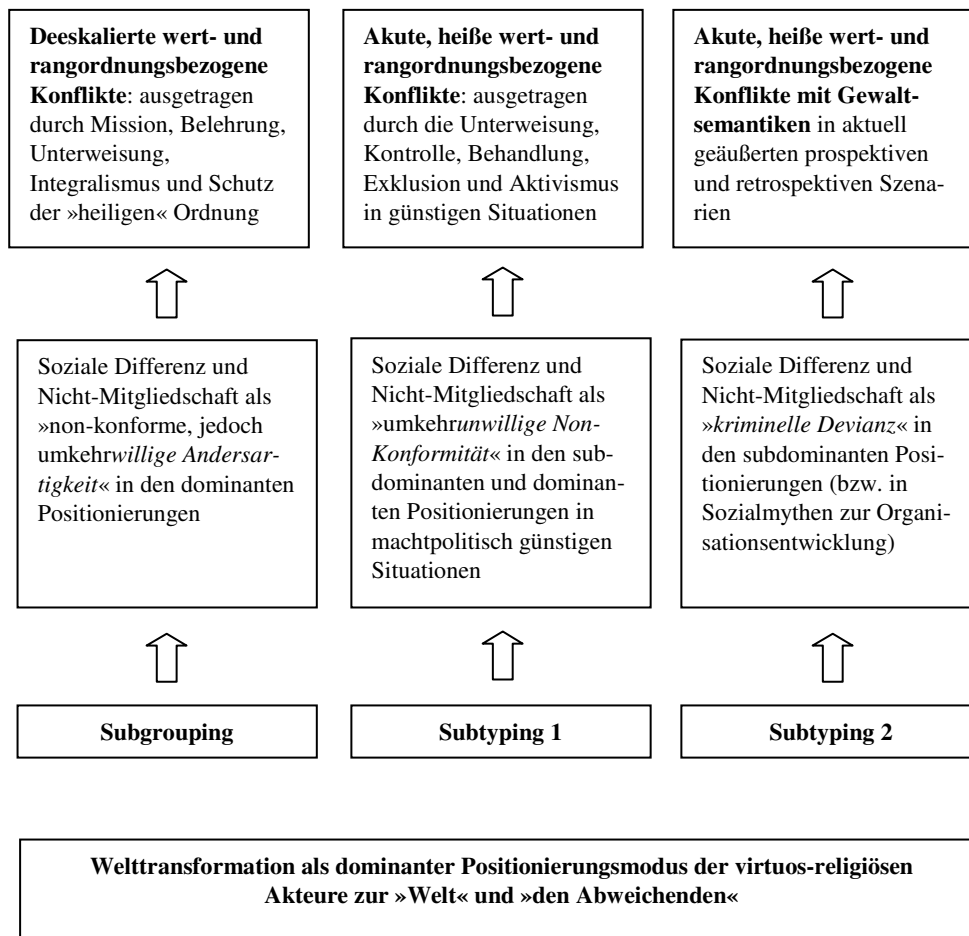 Deeskalierte wert- und
rangordnungsbezogene
Konflikte: ausgetragen
durch Mission, Belehrung,
Unterweisung,
Integralismus und Schutz
der »heiligen« Ordnung
Akute, heiße wert- und
rangordnungsbezogene
Konflikte: ausgetragen
durch die Unterweisung,
Kontrolle, Behandlung,
Exklusion und Aktivismus
in günstigen Situationen
Akute, heiße wert- und
rangordnungsbezogene
Konflikte mit Gewalt-
semantiken in aktuell
geäußerten prospektiven
und retrospektiven Szena-
rien
Soziale Differenz und
Nicht-Mitgliedschaft als
»non-konforme, jedoch
umkehrwillige Andersar-
tigkeit« in den dominanten
Positionierungen
Soziale Differenz und
Nicht-Mitgliedschaft als
»umkehrunwillige Non-
Konformität« in den sub-
dominanten und dominan-
ten Positionierungen in
machtpolitisch günstigen
Situationen
Soziale Differenz und
Nicht-Mitgliedschaft als
»kriminelle Devianz« in
den subdominanten Posi-
tionierungen (bzw. in
Sozialmythen zur Organi-
sationsentwicklung)
Subgrouping
Subtyping 1
Subtyping 2
Welttransformation als dominanter Positionierungsmodus der virtuos-religiösen
Akteure zur »Welt« und »den Abweichenden«